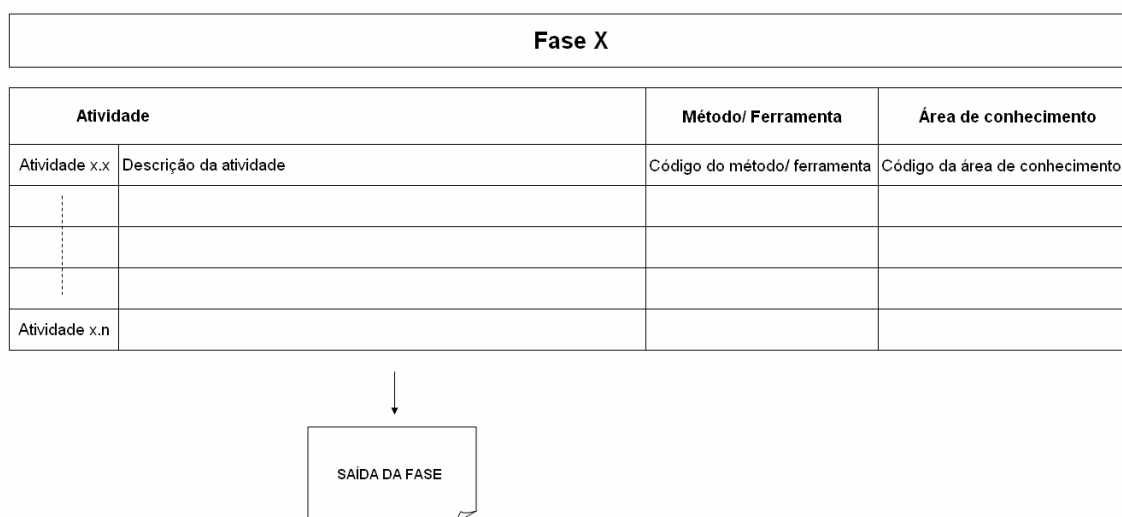 Fase X
Atividade Método/ Ferramenta Área de conhecimento
Atividade x.x Descrição da atividade Código do método/ ferramenta Código da área de conhecimento
Atividade x.n
SAÍDA DA FASE